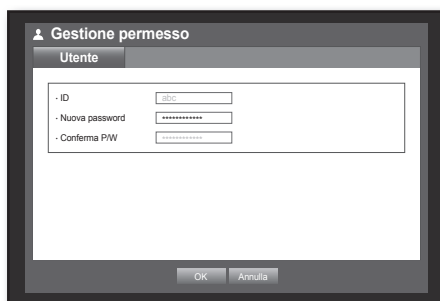 Gestione permesso
Utente
· ID abc
· Nuova password ************
· Conferma P/W ************
OK Annulla